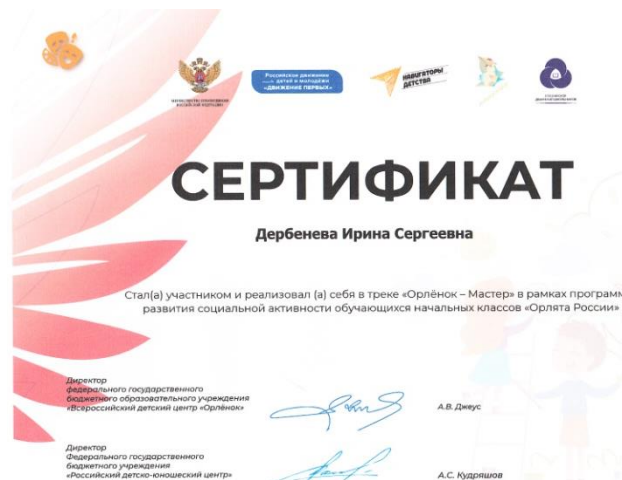 Российское движение
детей и молодёжи
«ДВИЖЕНИЕ ПЕРВЫХ»
НАВИГАТОРЫ
ДЕТСТВА
СЕРТИФИКАТ
Дербенева Ирина Сергеевна
Стал(а) участником и реализовал (а) себя в треке «Орлёнок – Мастер» в рамках программ
развития социальной активности обучающихся начальных классов «Орлята России»
Директор
федерального государственного
бюджетного образовательного учреждения
«Всероссийский детский центр «Орлёнок»
А.В. Джеус
Директор
Федерального государственного
бюджетного учреждения
«Российский детско-юношеский центр»
А.С. Кудряшов